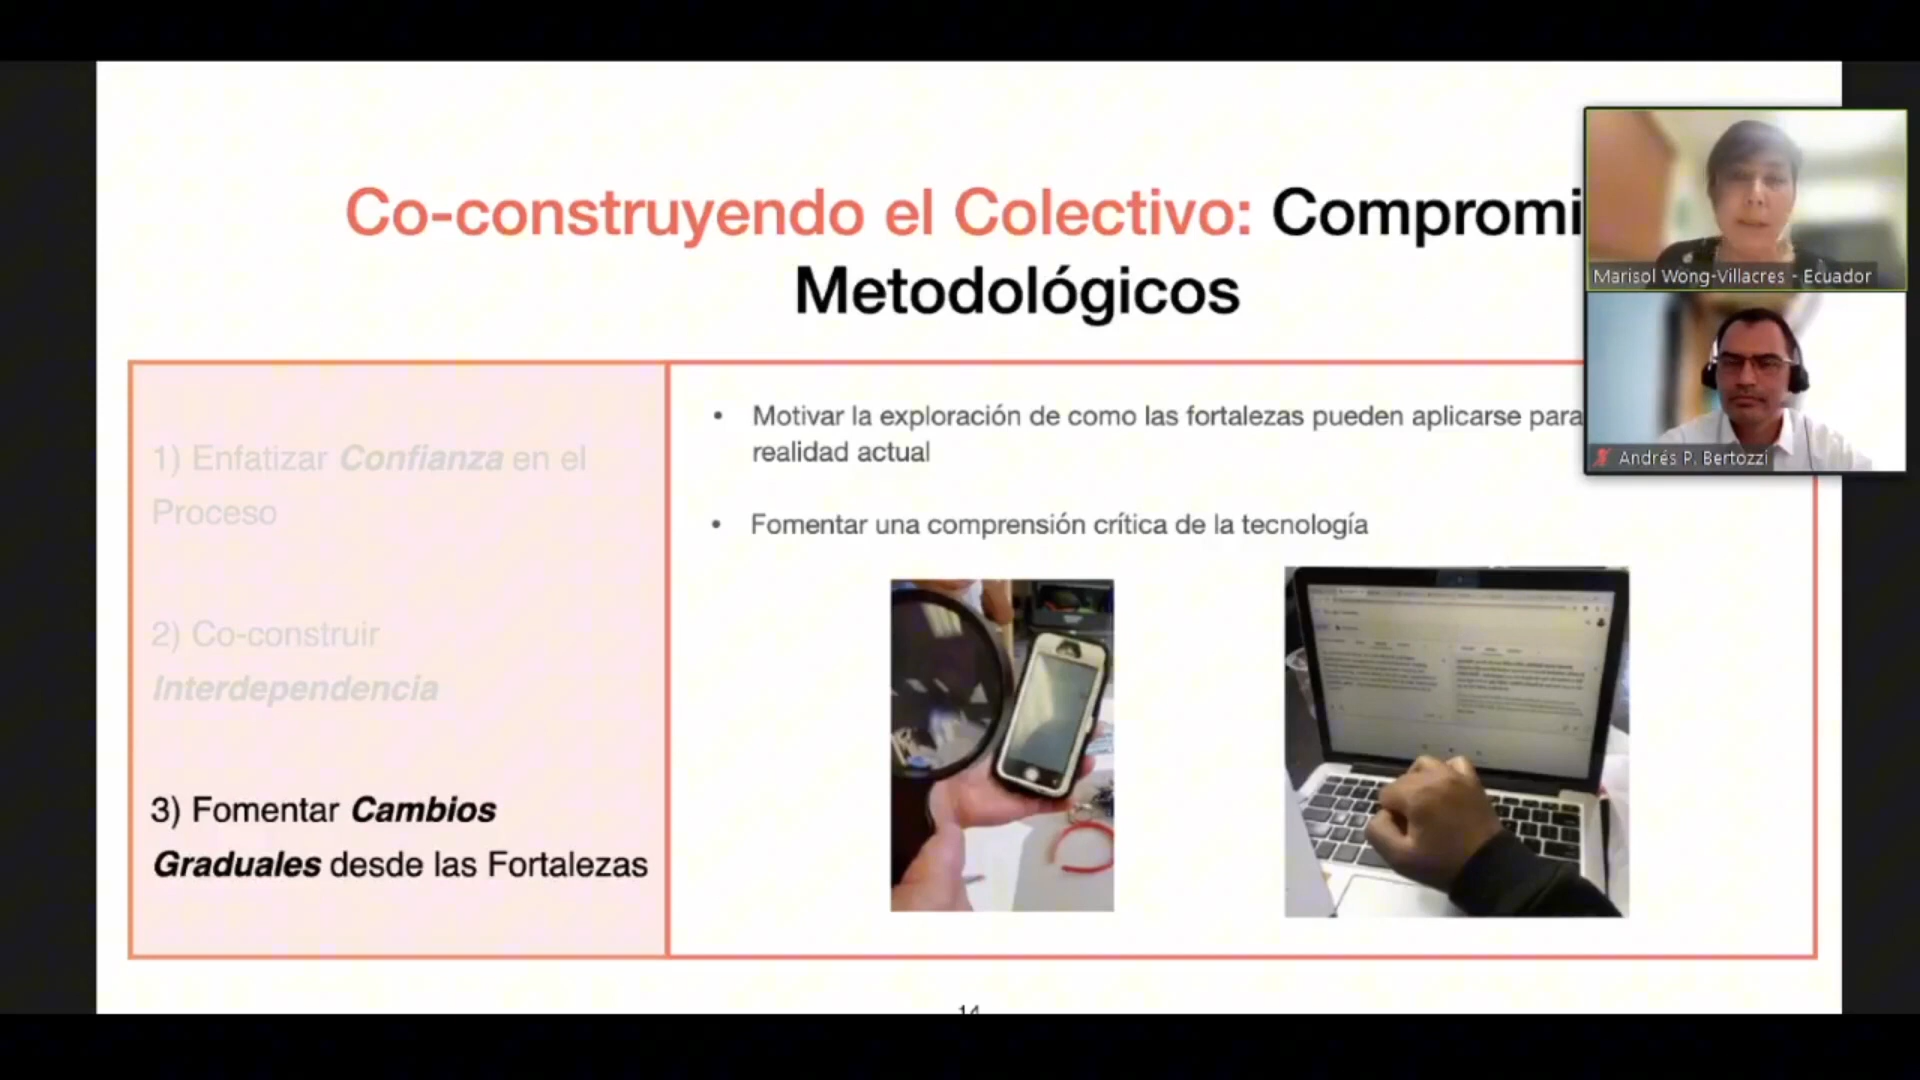 Co-construyendo el Colectivo: Compromi
Metodológicos
1) Enfatizar Confianza en el
Proceso
2) Co-construir
Interdependencia
3) Fomentar Cambios
Graduales desde las Fortalezas
• Motivar la exploración de como las fortalezas pueden aplicarse para
realidad actual
• Fomentar una comprensión crítica de la tecnología
Marisol Wong-Villacres - Ecuador
Andrés P. Bertozzi
14